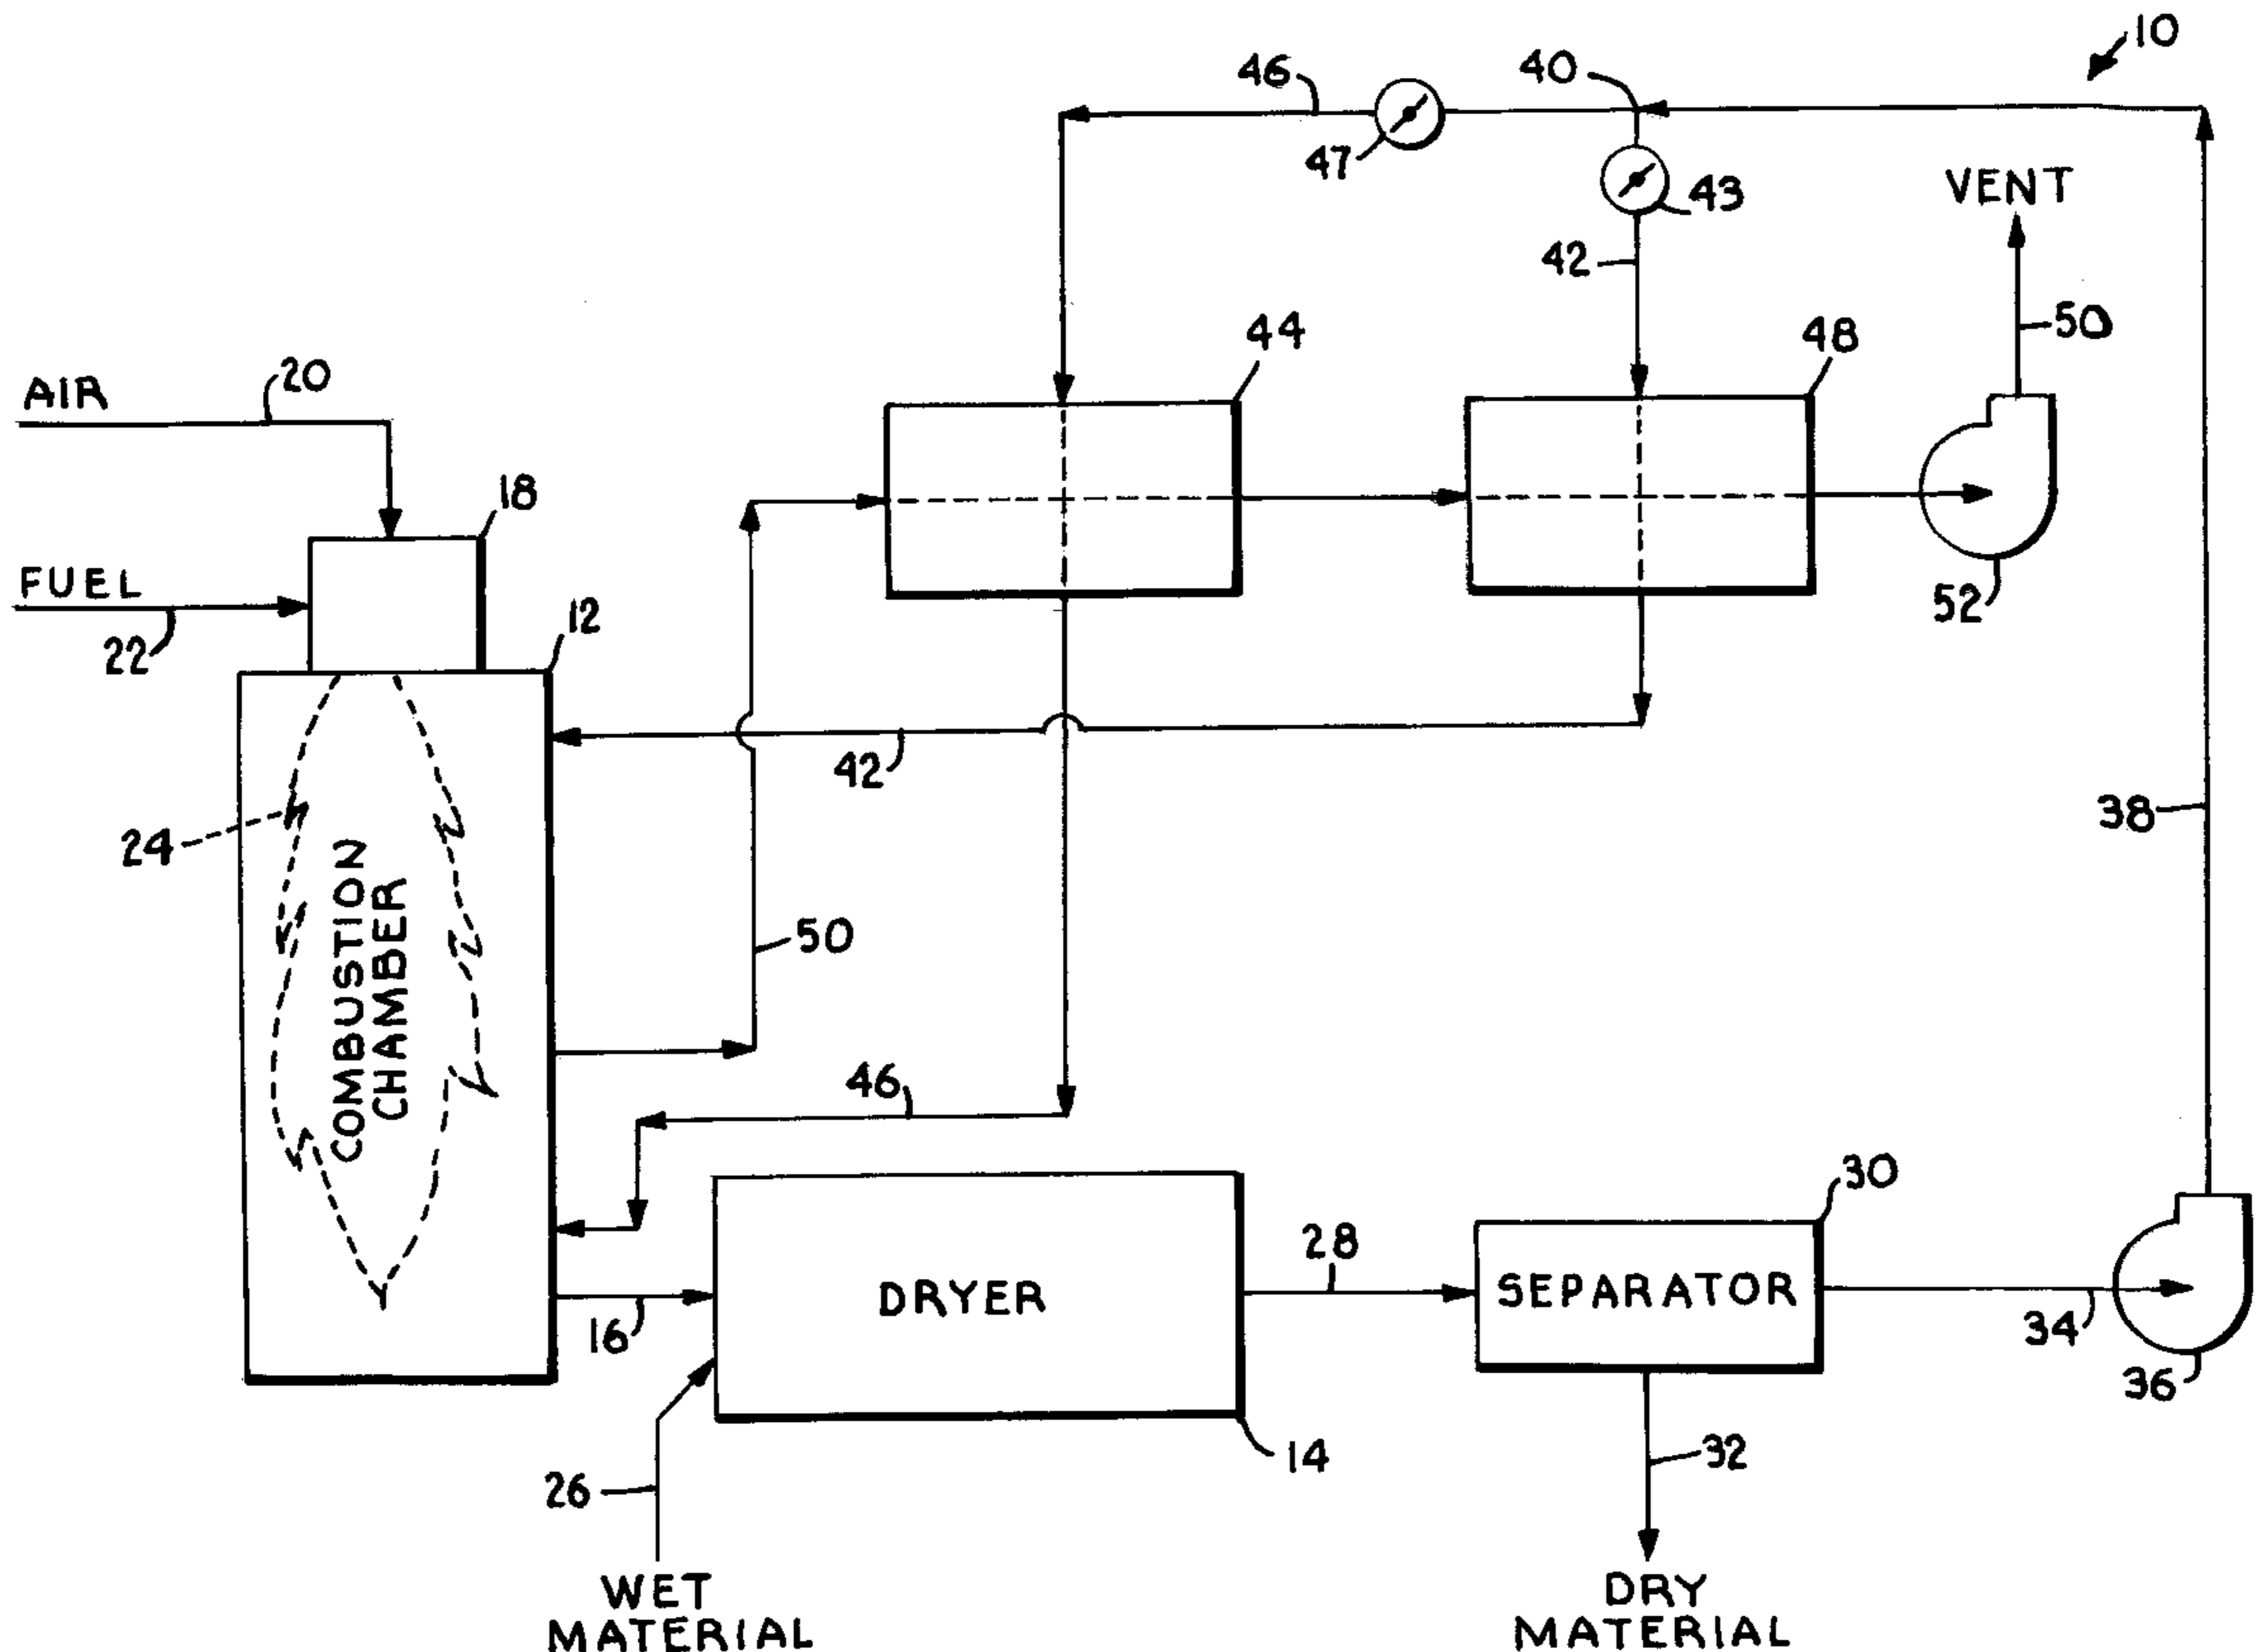 10
46
40
47
43
VENT
42
50
44
48
AIR
20
18
FUEL
22
12
52
42
24
COMBUSTION
CHAMBER
50
38
46
30
28
DRYER
SEPARATOR
16
34
36
14
32
26
WET
MATERIAL
DRY
MATERIAL